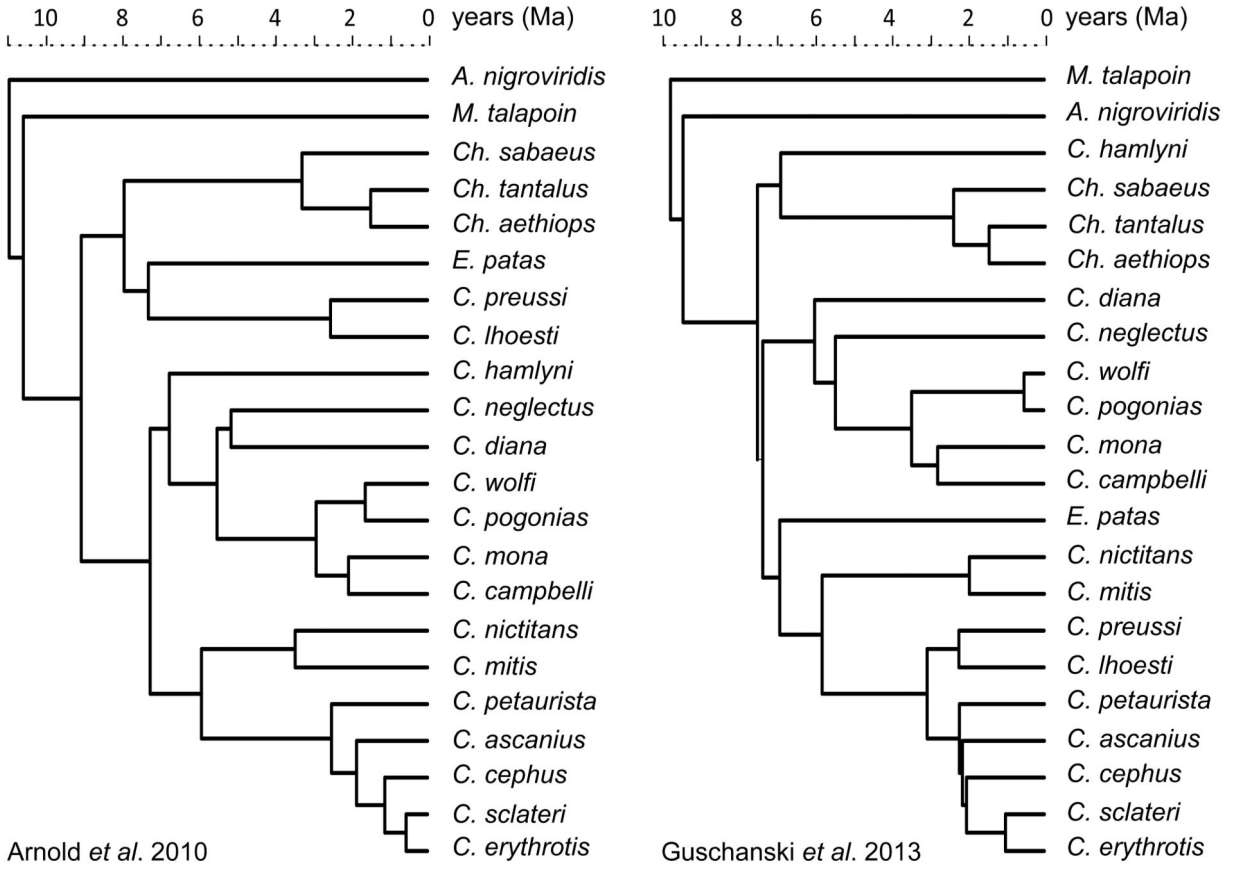 10 8 6 4 2 0 years (Ma)
A. nigroviridis
M. talapoin
Ch. sabaeus
Ch. tantalus
Ch. aethiops
E. patas
C. preussi
C. lhoesti
C. hamlyni
C. neglectus
C. diana
C. wolfi
C. pogonias
C. mona
C. campbelli
C. nictitans
C. mitis
C. petaurista
C. ascanius
C. cephus
C. sclateri
C. erythrotis
Arnold et al. 2010
10 8 6 4 2 0 years (Ma)
M. talapoin
A. nigroviridis
C. hamlyni
Ch. sabaeus
Ch. tantalus
Ch. aethiops
C. diana
C. neglectus
C. wolfi
C. pogonias
C. mona
C. campbelli
E. patas
C. nictitans
C. mitis
C. preussi
C. lhoesti
C. petaurista
C. ascanius
C. cephus
C. sclateri
C. erythrotis
Guschanski et al. 2013